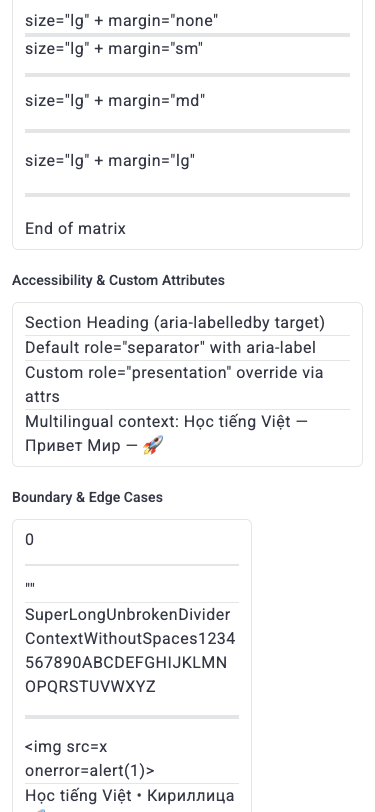 size="lg" + margin="none"
size="lg" + margin="sm"
size="lg" + margin="md"
size="lg" + margin="lg"
End of matrix
Accessibility & Custom Attributes
Section Heading (aria-labelledby target)
Default role="separator" with aria-label
Custom role="presentation" override via
attrs
Multilingual context: Học tiếng Việt —
Привет Мир — 🚀
Boundary & Edge Cases
0
""
SuperLongUnbrokenDivider
ContextWithoutSpaces1234
567890ABCDEFGHIJKLMN
OPQRSTUVWXYZ
<img src=x
onerror=alert(1)>
Học tiếng Việt • Кириллица